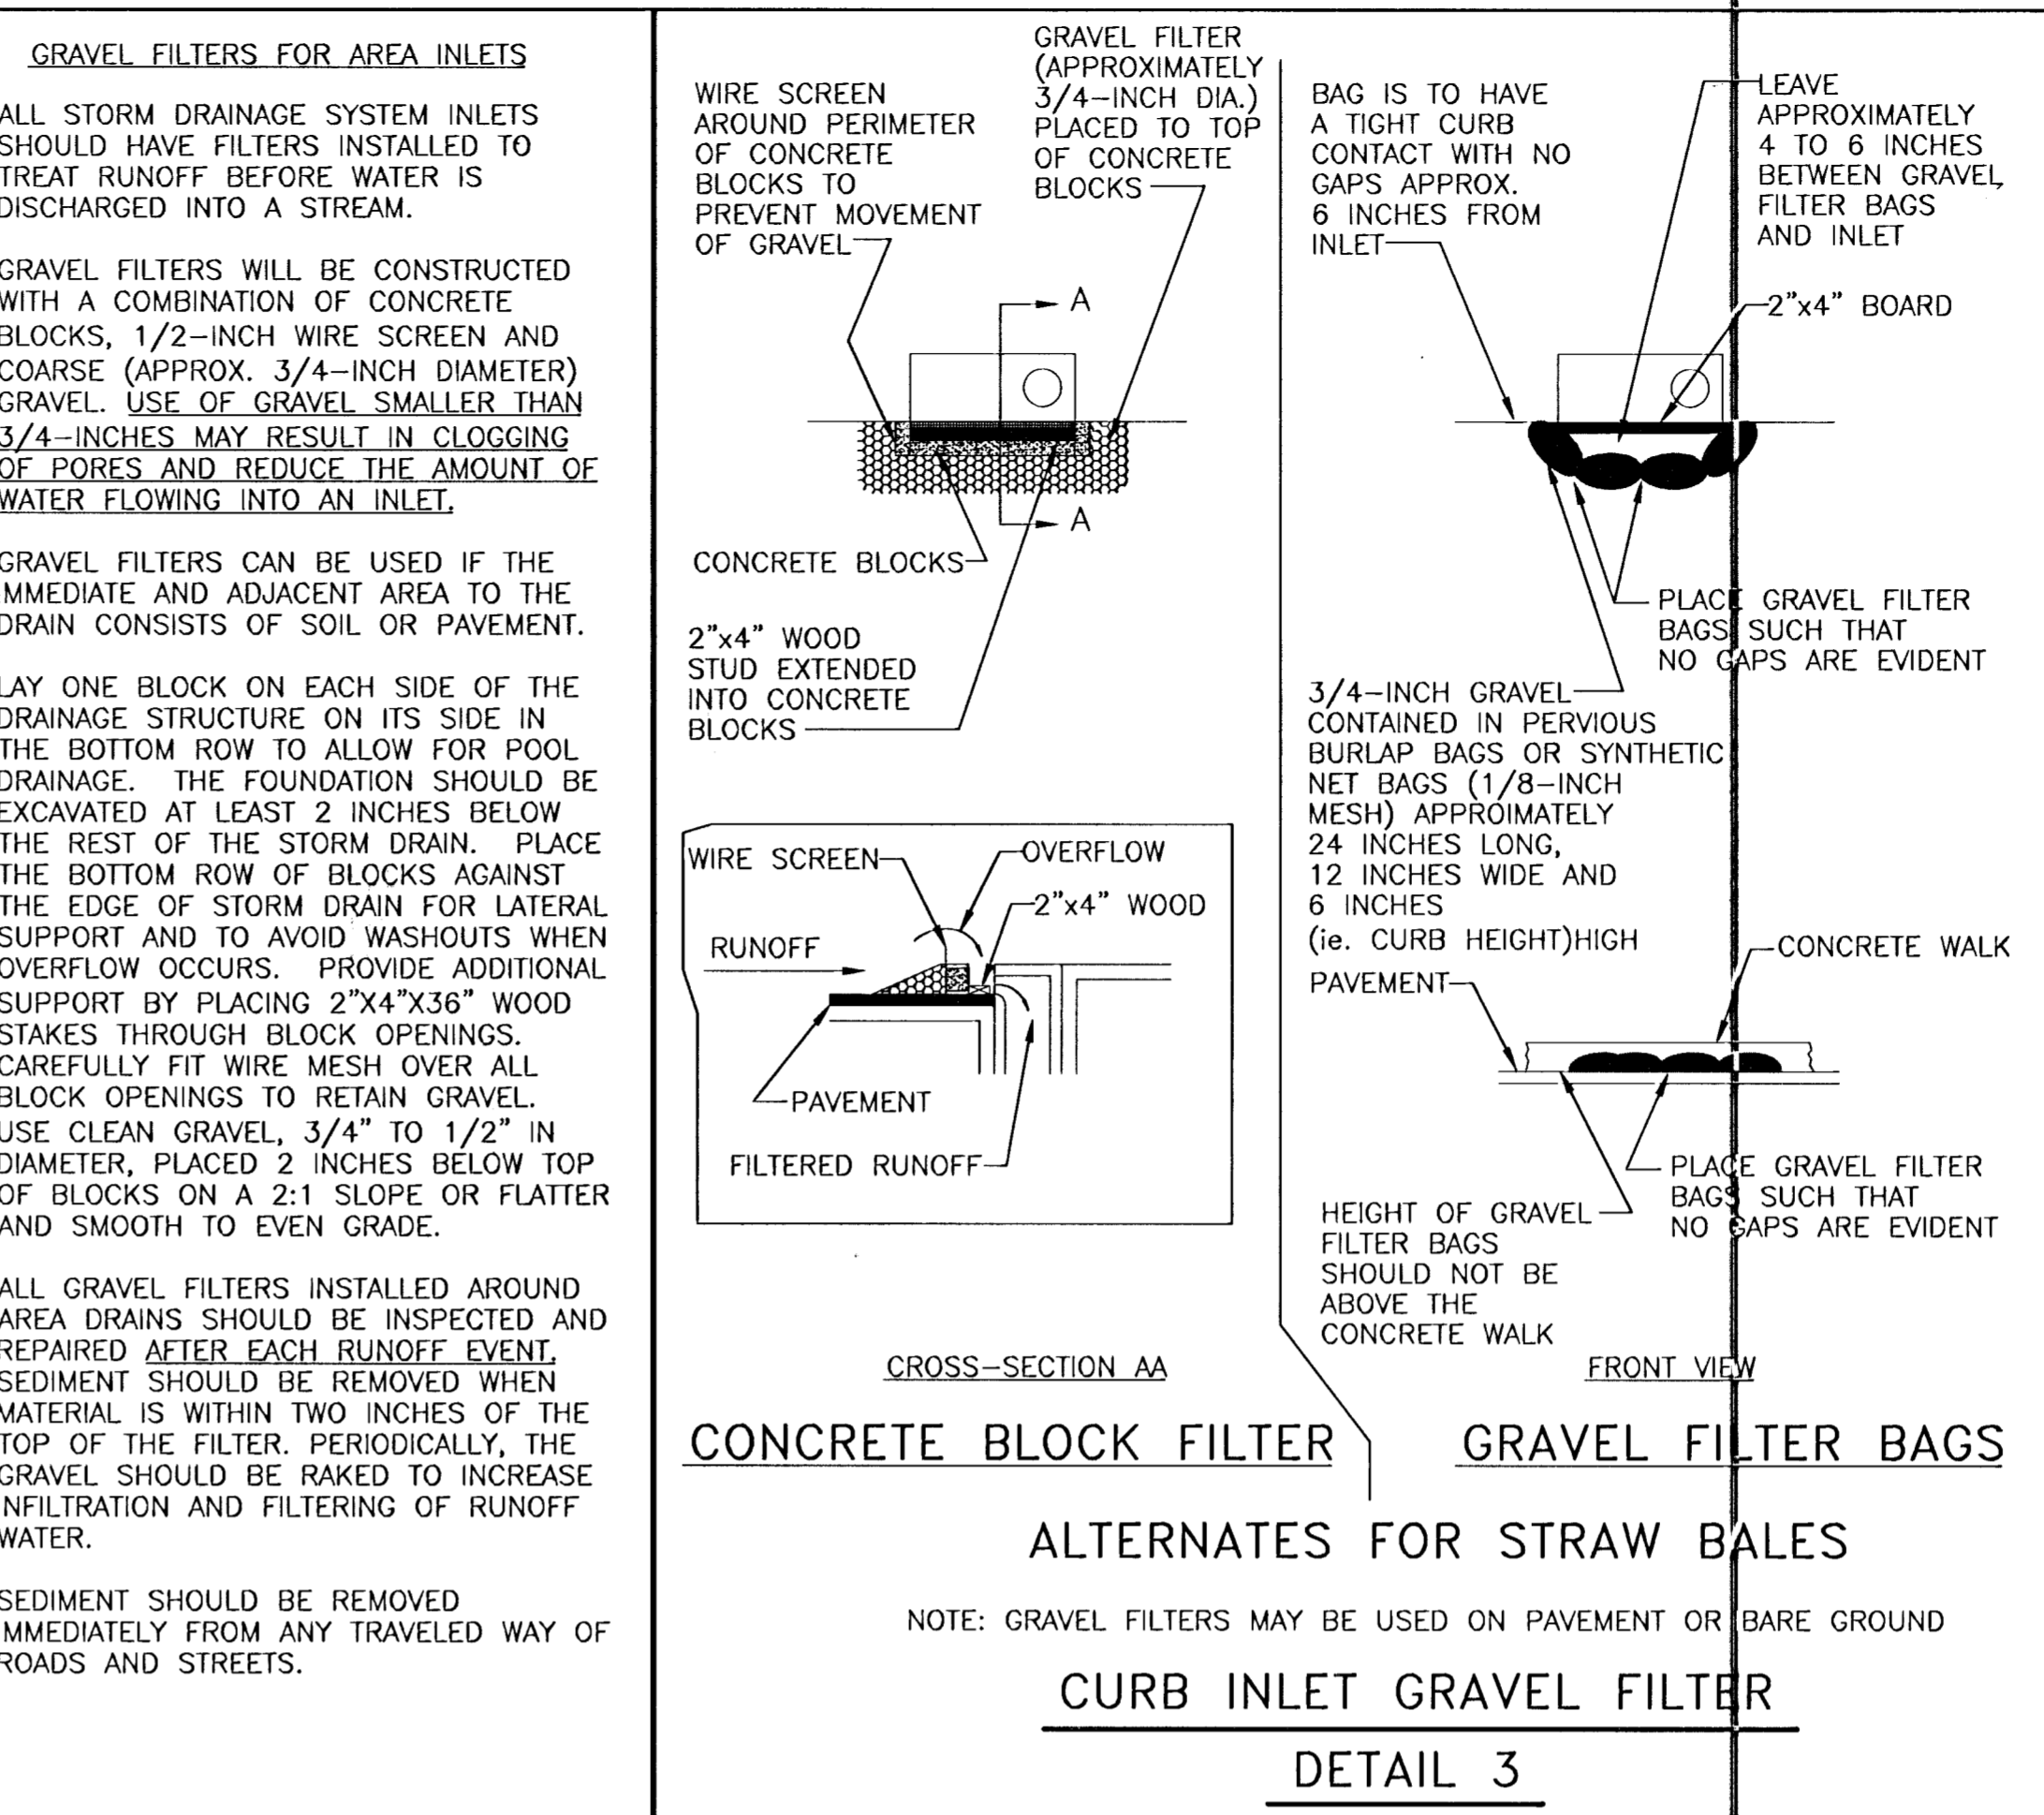 GRAVEL FILTERS FOR AREA INLETS
ALL STORM DRAINAGE SYSTEM INLETS
SHOULD HAVE FILTERS INSTALLED TO
TREAT RUNOFF BEFORE WATER IS
DISCHARGED INTO A STREAM.
GRAVEL FILTERS WILL BE CONSTRUCTED
WITH A COMBINATION OF CONCRETE
BLOCKS, 1/2-INCH WIRE SCREEN AND
COARSE (APPROX. 3/4-INCH DIAMETER)
GRAVEL. USE OF GRAVEL SMALLER THAN
3/4-INCHES MAY RESULT IN CLOGGING
OF PORES AND REDUCE THE AMOUNT OF
WATER FLOWING INTO AN INLET.
GRAVEL FILTERS CAN BE USED IF THE
IMMEDIATE AND ADJACENT AREA TO THE
DRAIN CONSISTS OF SOIL OR PAVEMENT.
LAY ONE BLOCK ON EACH SIDE OF THE
DRAINAGE STRUCTURE ON ITS SIDE IN
THE BOTTOM ROW TO ALLOW FOR POOL
DRAINAGE. THE FOUNDATION SHOULD BE
EXCAVATED AT LEAST 2 INCHES BELOW
THE REST OF THE STORM DRAIN. PLACE
THE BOTTOM ROW OF BLOCKS AGAINST
THE EDGE OF STORM DRAIN FOR LATERAL
SUPPORT AND TO AVOID WASHOUTS WHEN
OVERFLOW OCCURS. PROVIDE ADDITIONAL
SUPPORT BY PLACING 2"X4"X36" WOOD
STAKES THROUGH BLOCK OPENINGS.
CAREFULLY FIT WIRE MESH OVER ALL
BLOCK OPENINGS TO RETAIN GRAVEL.
USE CLEAN GRAVEL, 3/4" TO 1/2" IN
DIAMETER, PLACED 2 INCHES BELOW TOP
OF BLOCKS ON A 2:1 SLOPE OR FLATTER
AND SMOOTH TO EVEN GRADE.
ALL GRAVEL FILTERS INSTALLED AROUND
AREA DRAINS SHOULD BE INSPECTED AND
REPAIRED AFTER EACH RUNOFF EVENT.
SEDIMENT SHOULD BE REMOVED WHEN
MATERIAL IS WITHIN TWO INCHES OF THE
TOP OF THE FILTER. PERIODICALLY, THE
GRAVEL SHOULD BE RAKED TO INCREASE
INFILTRATION AND FILTERING OF RUNOFF
WATER.
SEDIMENT SHOULD BE REMOVED
IMMEDIATELY FROM ANY TRAVELED WAY OF
ROADS AND STREETS.
WIRE SCREEN
AROUND PERIMETER
OF CONCRETE
BLOCKS TO
PREVENT MOVEMENT
OF GRAVEL
GRAVEL FILTER
(APPROXIMATELY
3/4-INCH DIA.)
PLACED TO TOP
OF CONCRETE
BLOCKS
A
A
CONCRETE BLOCKS
2"x4" WOOD
STUD EXTENDED
INTO CONCRETE
BLOCKS
WIRE SCREEN
OVERFLOW
2"x4" WOOD
RUNOFF
PAVEMENT
FILTERED RUNOFF
CROSS-SECTION AA
CONCRETE BLOCK FILTER
BAG IS TO HAVE
A TIGHT CURB
CONTACT WITH NO
GAPS APPROX.
6 INCHES FROM
INLET
LEAVE
APPROXIMATELY
4 TO 6 INCHES
BETWEEN GRAVEL
FILTER BAGS
AND INLET
2"x4" BOARD
PLACE GRAVEL FILTER
BAGS SUCH THAT
NO GAPS ARE EVIDENT
3/4-INCH GRAVEL
CONTAINED IN PERVIOUS
BURLAP BAGS OR SYNTHETIC
NET BAGS (1/8-INCH
MESH) APPROIMATELY
24 INCHES LONG,
12 INCHES WIDE AND
6 INCHES
(ie. CURB HEIGHT)HIGH
PAVEMENT
CONCRETE WALK
PLACE GRAVEL FILTER
BAGS SUCH THAT
NO GAPS ARE EVIDENT
HEIGHT OF GRAVEL
FILTER BAGS
SHOULD NOT BE
ABOVE THE
CONCRETE WALK
FRONT VIEW
GRAVEL FILTER BAGS
ALTERNATES FOR STRAW BALES
NOTE: GRAVEL FILTERS MAY BE USED ON PAVEMENT OR BARE GROUND
CURB INLET GRAVEL FILTER
DETAIL 3